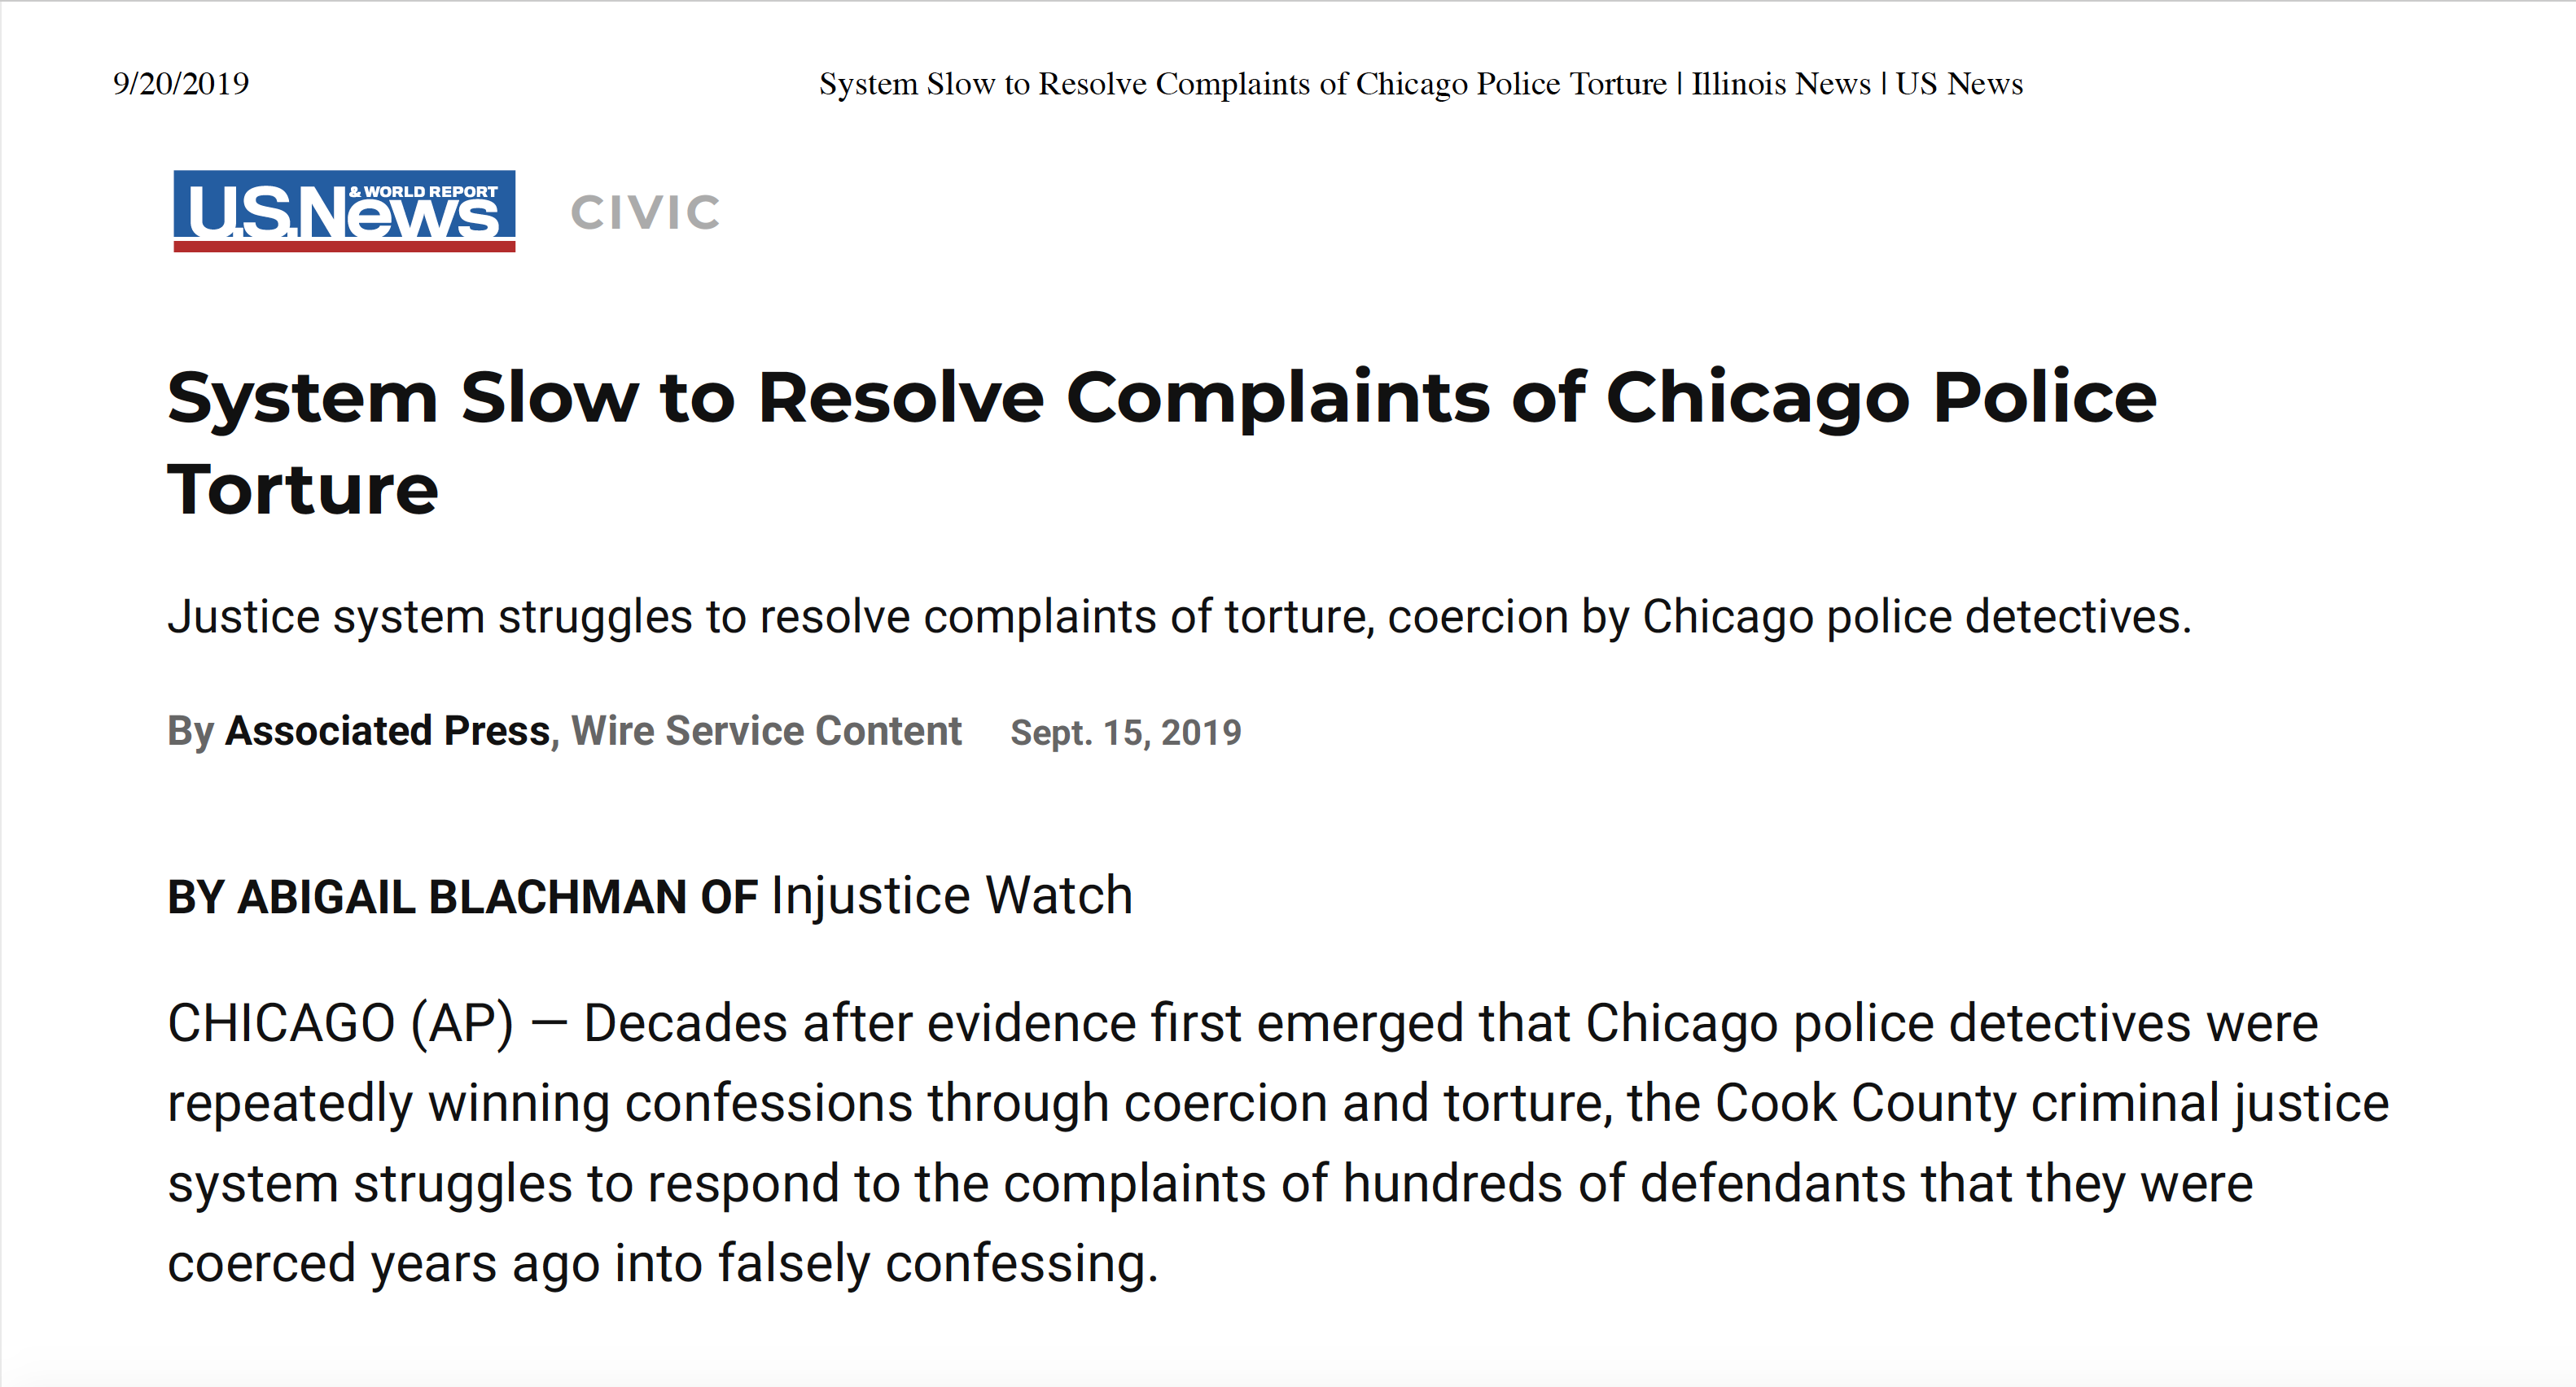 9/20/2019 System Slow to Resolve Complaints of Chicago Police Torture | Illinois News | US News
U.S.News & WORLD REPORT CIVIC
System Slow to Resolve Complaints of Chicago Police
Torture
Justice system struggles to resolve complaints of torture, coercion by Chicago police detectives.
By Associated Press, Wire Service Content Sept. 15, 2019
BY ABIGAIL BLACHMAN OF Injustice Watch
CHICAGO (AP) — Decades after evidence first emerged that Chicago police detectives were
repeatedly winning confessions through coercion and torture, the Cook County criminal justice
system struggles to respond to the complaints of hundreds of defendants that they were
coerced years ago into falsely confessing.